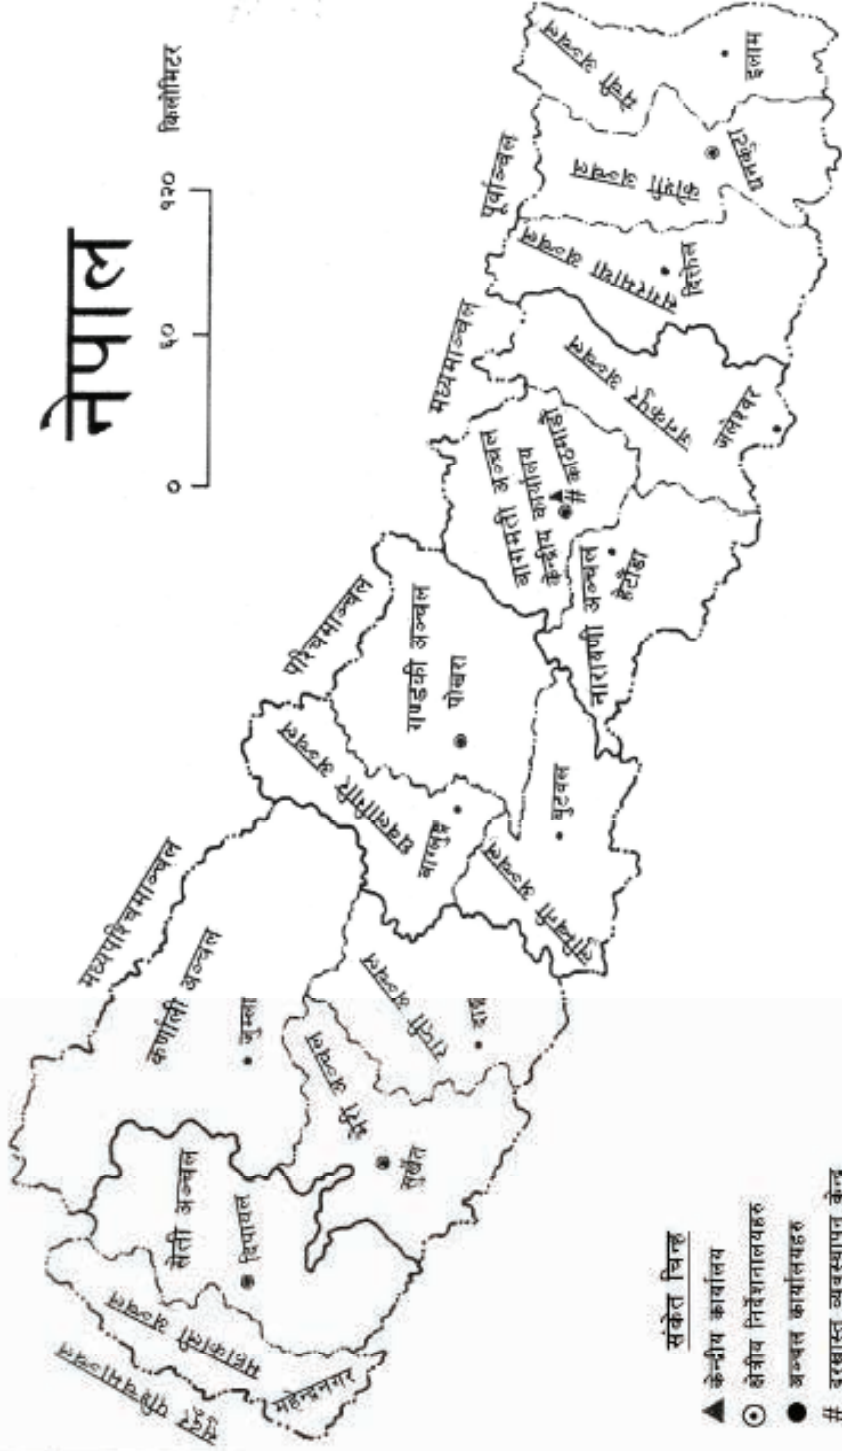 नेपाल
० ६० १२० किलोमिटर
सुदूर पश्चिमाञ्चल
मध्यपश्चिमाञ्चल
पश्चिमाञ्चल
मध्यमाञ्चल
पूर्वाञ्चल
महाकाली अञ्चल
महेन्द्रनगर
सेती अञ्चल
दिपायल
कर्णाली अञ्चल
जुम्ला
भेरी अञ्चल
सुर्खेत
राप्ती अञ्चल
दाङ
धवलागिरि अञ्चल
बाग्लुङ्ग
लुम्विनी अञ्चल
बुटवल
गण्डकी अञ्चल
पोखरा
बागमती अञ्चल
केन्द्रीय कार्यालय
# काठमाडौं
नारायणी अञ्चल
हेटौंडा
जनकपुर अञ्चल
जलेश्वर
सगरमाथा अञ्चल
दिक्तेल
कोशी अञ्चल
धनकुटा
मेची अञ्चल
इलाम
संकेत चिन्ह
केन्द्रीय कार्यालय
क्षेत्रीय निर्देशनालयहरु
अञ्चल कार्यालयहरु
# दरखास्त व्यवस्थापन केन्द्र